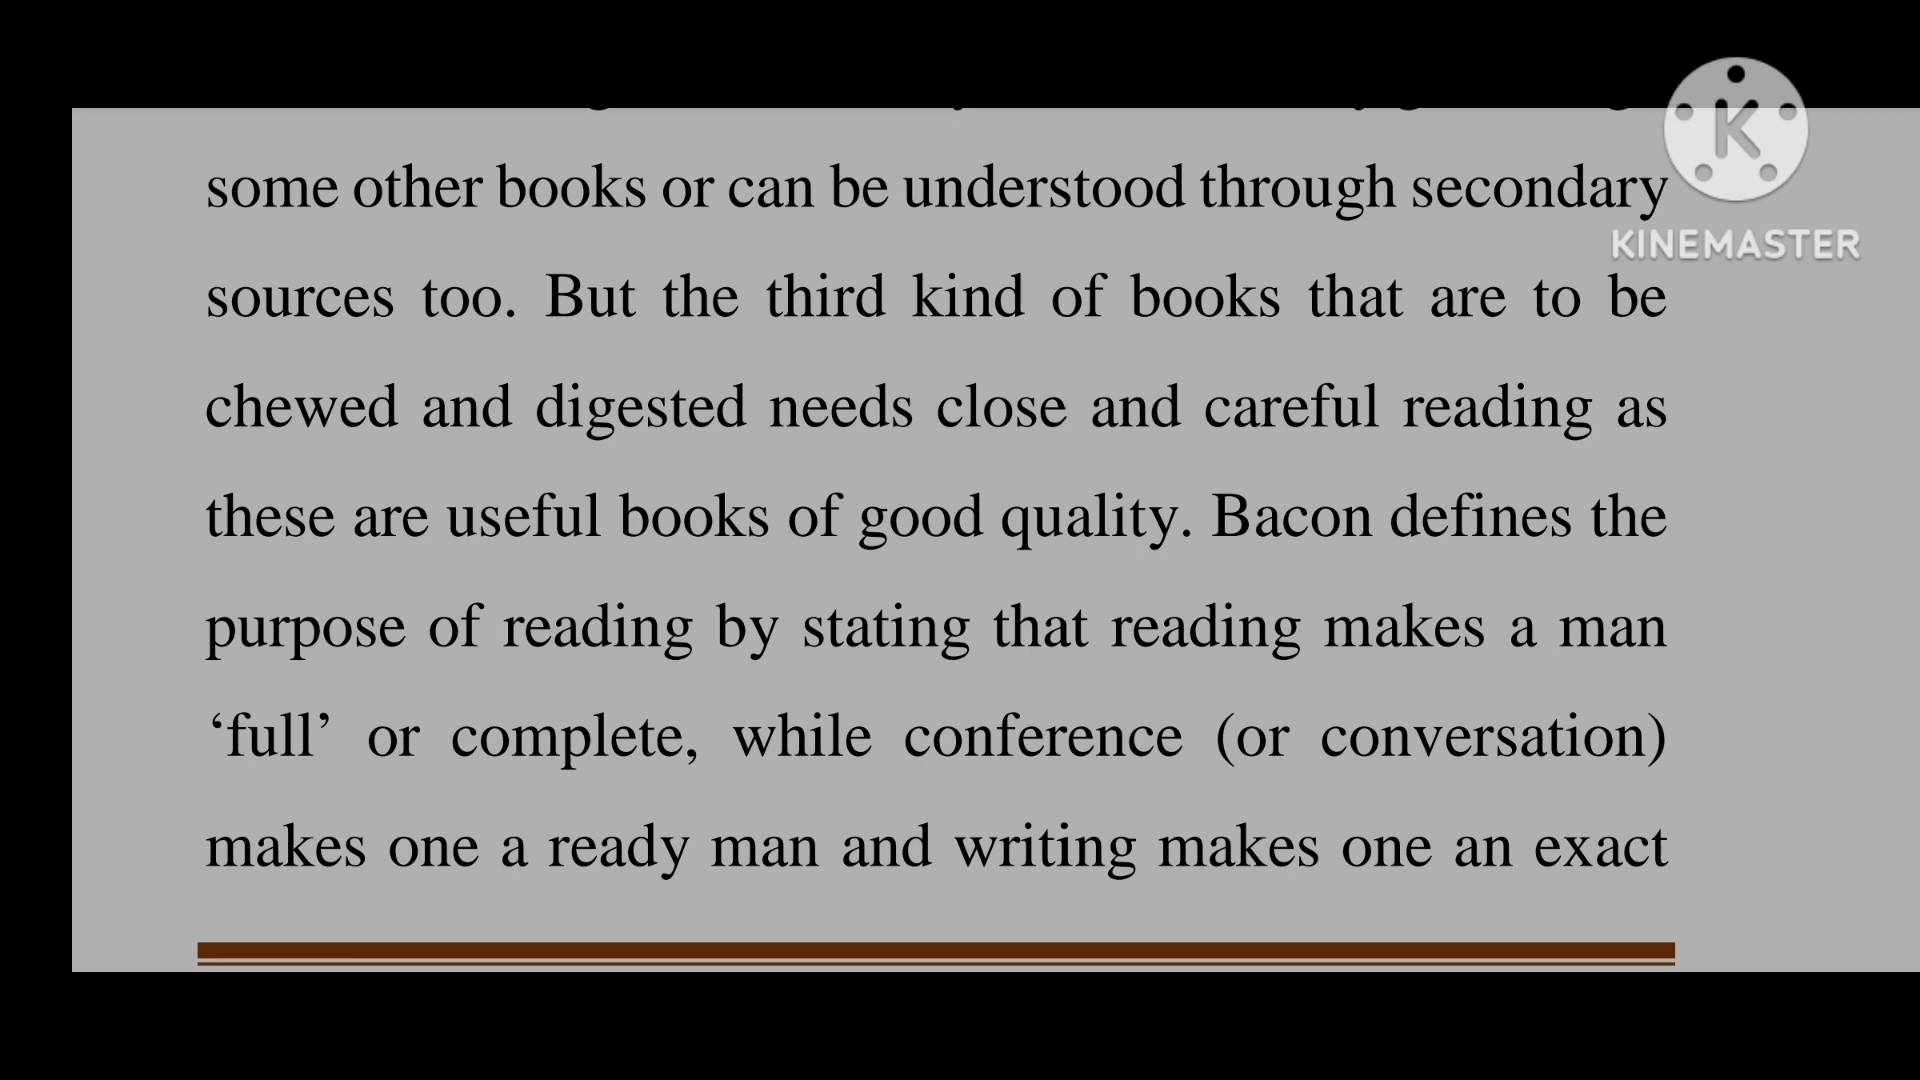 K
KINEMASTER
some other books or can be understood through secondary
sources too. But the third kind of books that are to be
chewed and digested needs close and careful reading as
these are useful books of good quality. Bacon defines the
purpose of reading by stating that reading makes a man
‘full’ or complete, while conference (or conversation)
makes one a ready man and writing makes one an exact